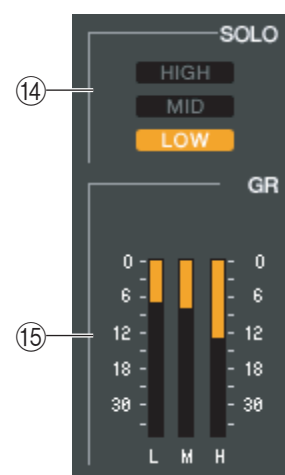 SOLO
⑭
HIGH
MID
LOW
GR
0 0
6 6
⑮ 12 12
18 18
30 30
L M H